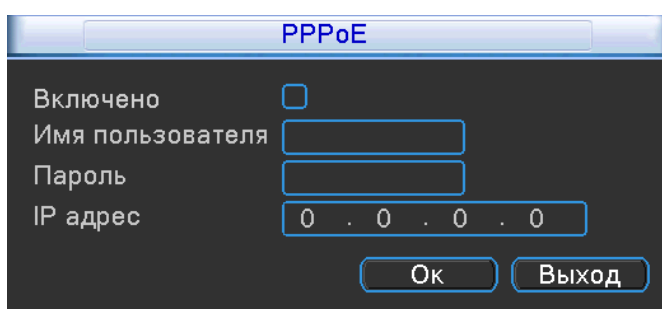 PPPoE
Включено
Имя пользователя
Пароль
IP адрес 0 . 0 . 0 . 0
Ок Выход